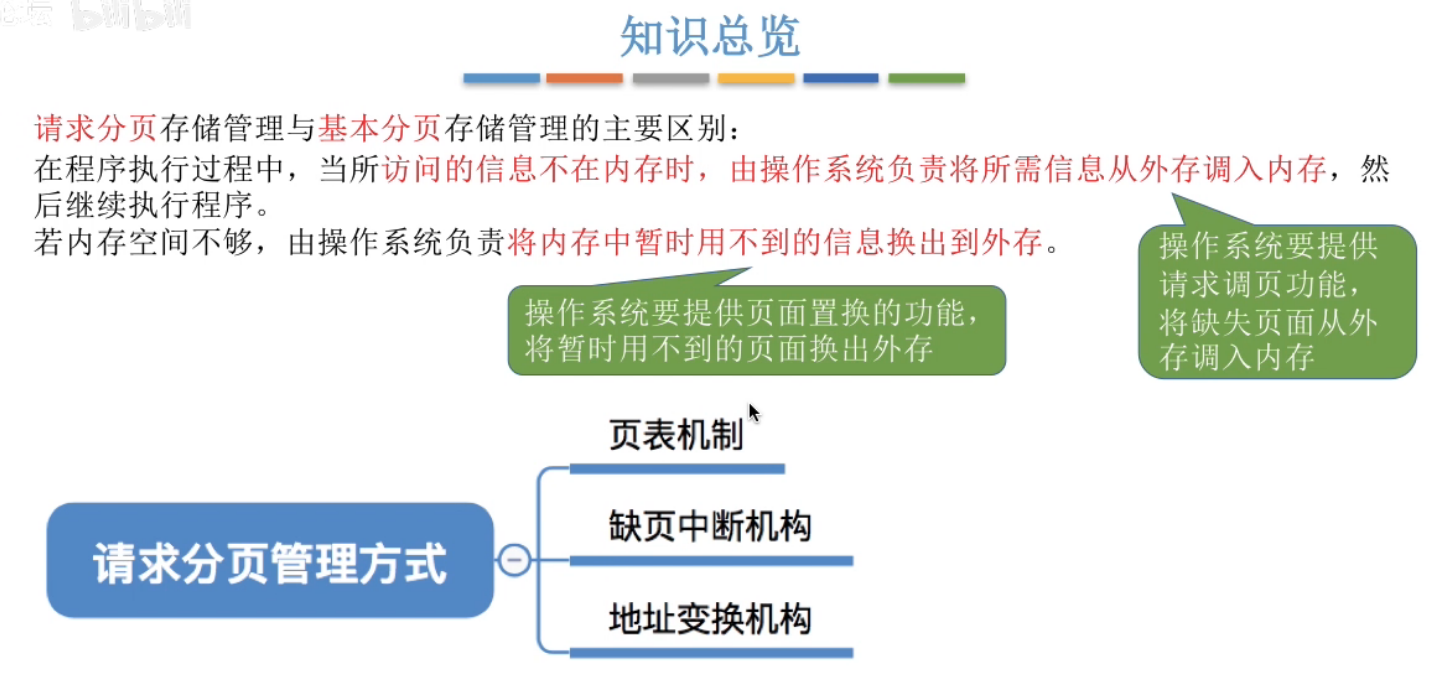 bilibili
知识总览
请求分页存储管理与基本分页存储管理的主要区别：
在程序执行过程中，当所访问的信息不在内存时，由操作系统负责将所需信息从外存调入内存，然
后继续执行程序。
若内存空间不够，由操作系统负责将内存中暂时用不到的信息换出到外存。
操作系统要提供
请求调页功能，
将缺失页面从外
存调入内存
操作系统要提供页面置换的功能，
将暂时用不到的页面换出外存
请求分页管理方式
页表机制
缺页中断机构
地址变换机构